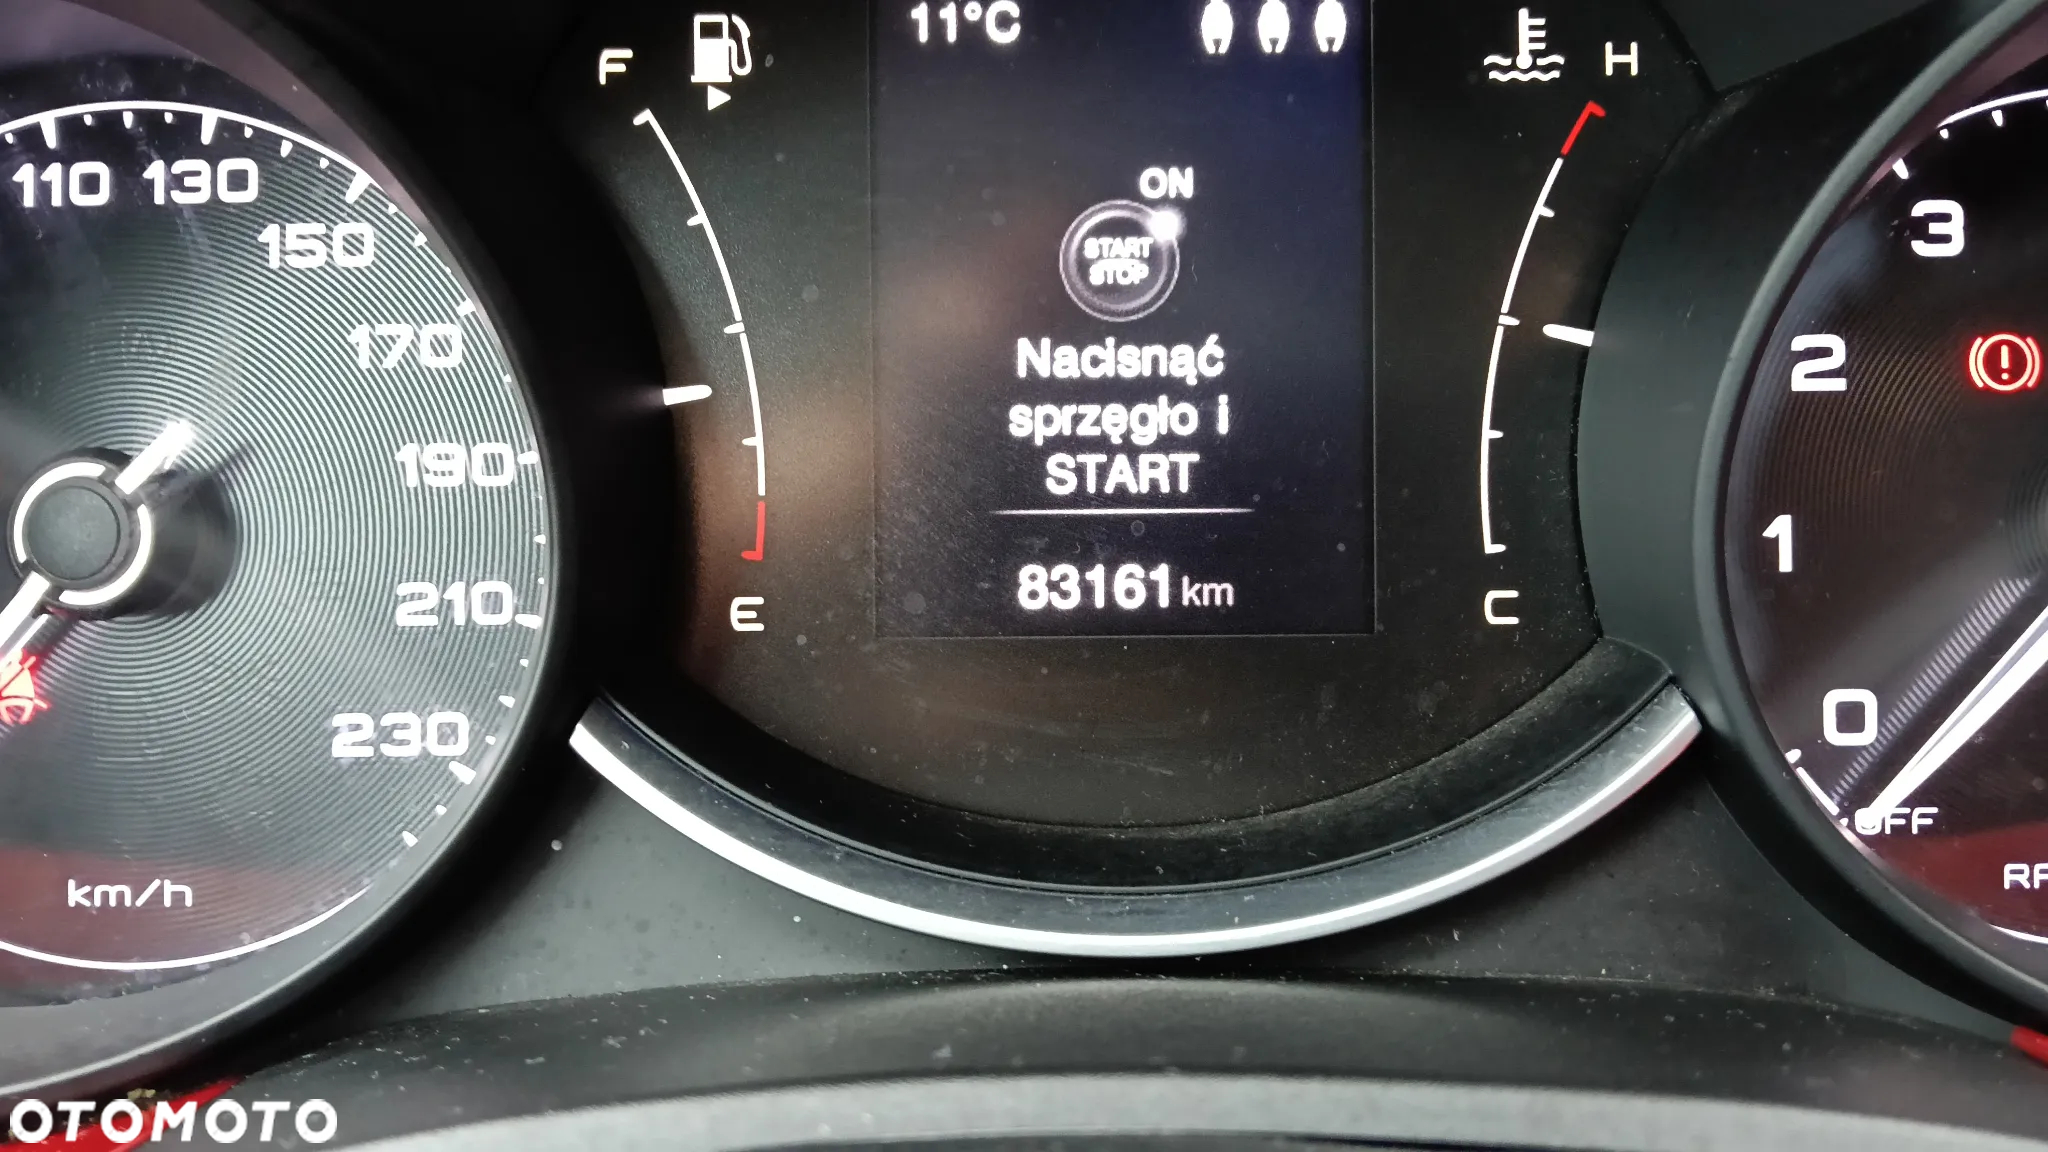 11°C
F
H
110
130
150
170
190
210
230
km/h
ON
START
STOP
Nacisnąć
sprzęgło i
START
83161 km
E
C
3
2
1
0
OFF
OTOMOTO